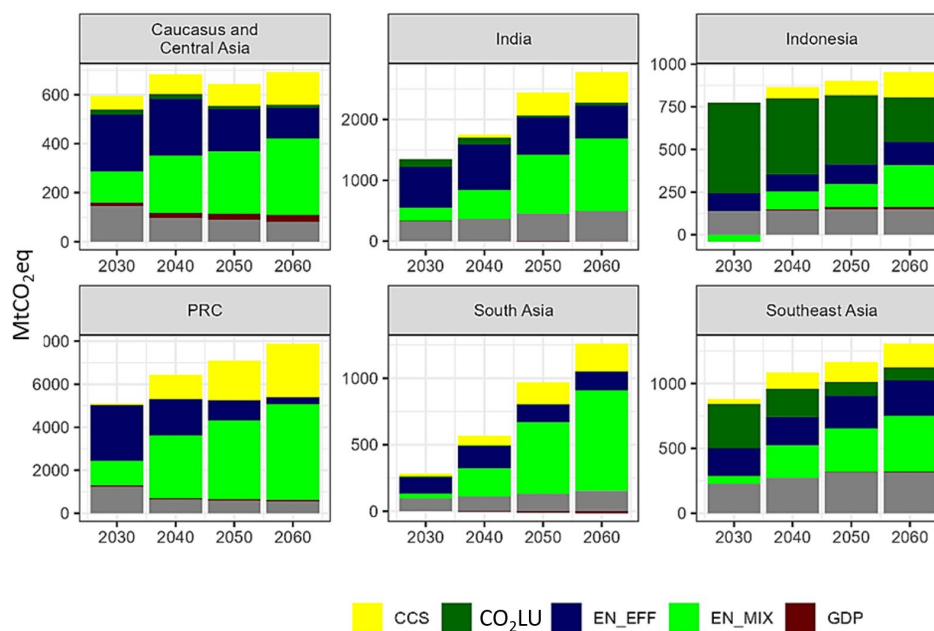 MtCO₂eq
Caucasus and
Central Asia
600
400
200
0
2030 2040 2050 2060
India
2000
1000
0
2030 2040 2050 2060
Indonesia
1000
750
500
250
0
2030 2040 2050 2060
PRC
000
6000
4000
2000
0
2030 2040 2050 2060
South Asia
1000
500
0
2030 2040 2050 2060
Southeast Asia
1000
500
0
2030 2040 2050 2060
CCS CO₂LU EN_EFF EN_MIX GDP